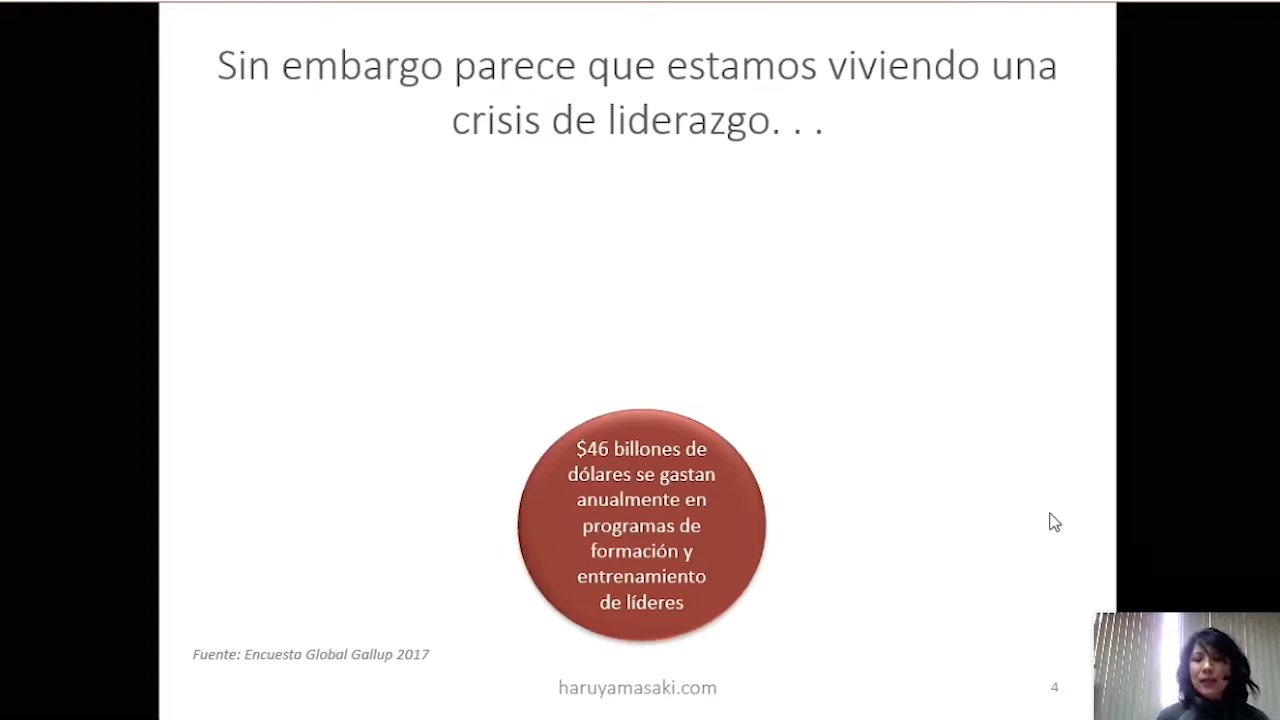 Sin embargo parece que estamos viviendo una
crisis de liderazgo. . .
$46 billones de
dólares se gastan
anualmente en
programas de
formación y
entrenamiento
de líderes
Fuente: Encuesta Global Gallup 2017
haruyamasaki.com
4